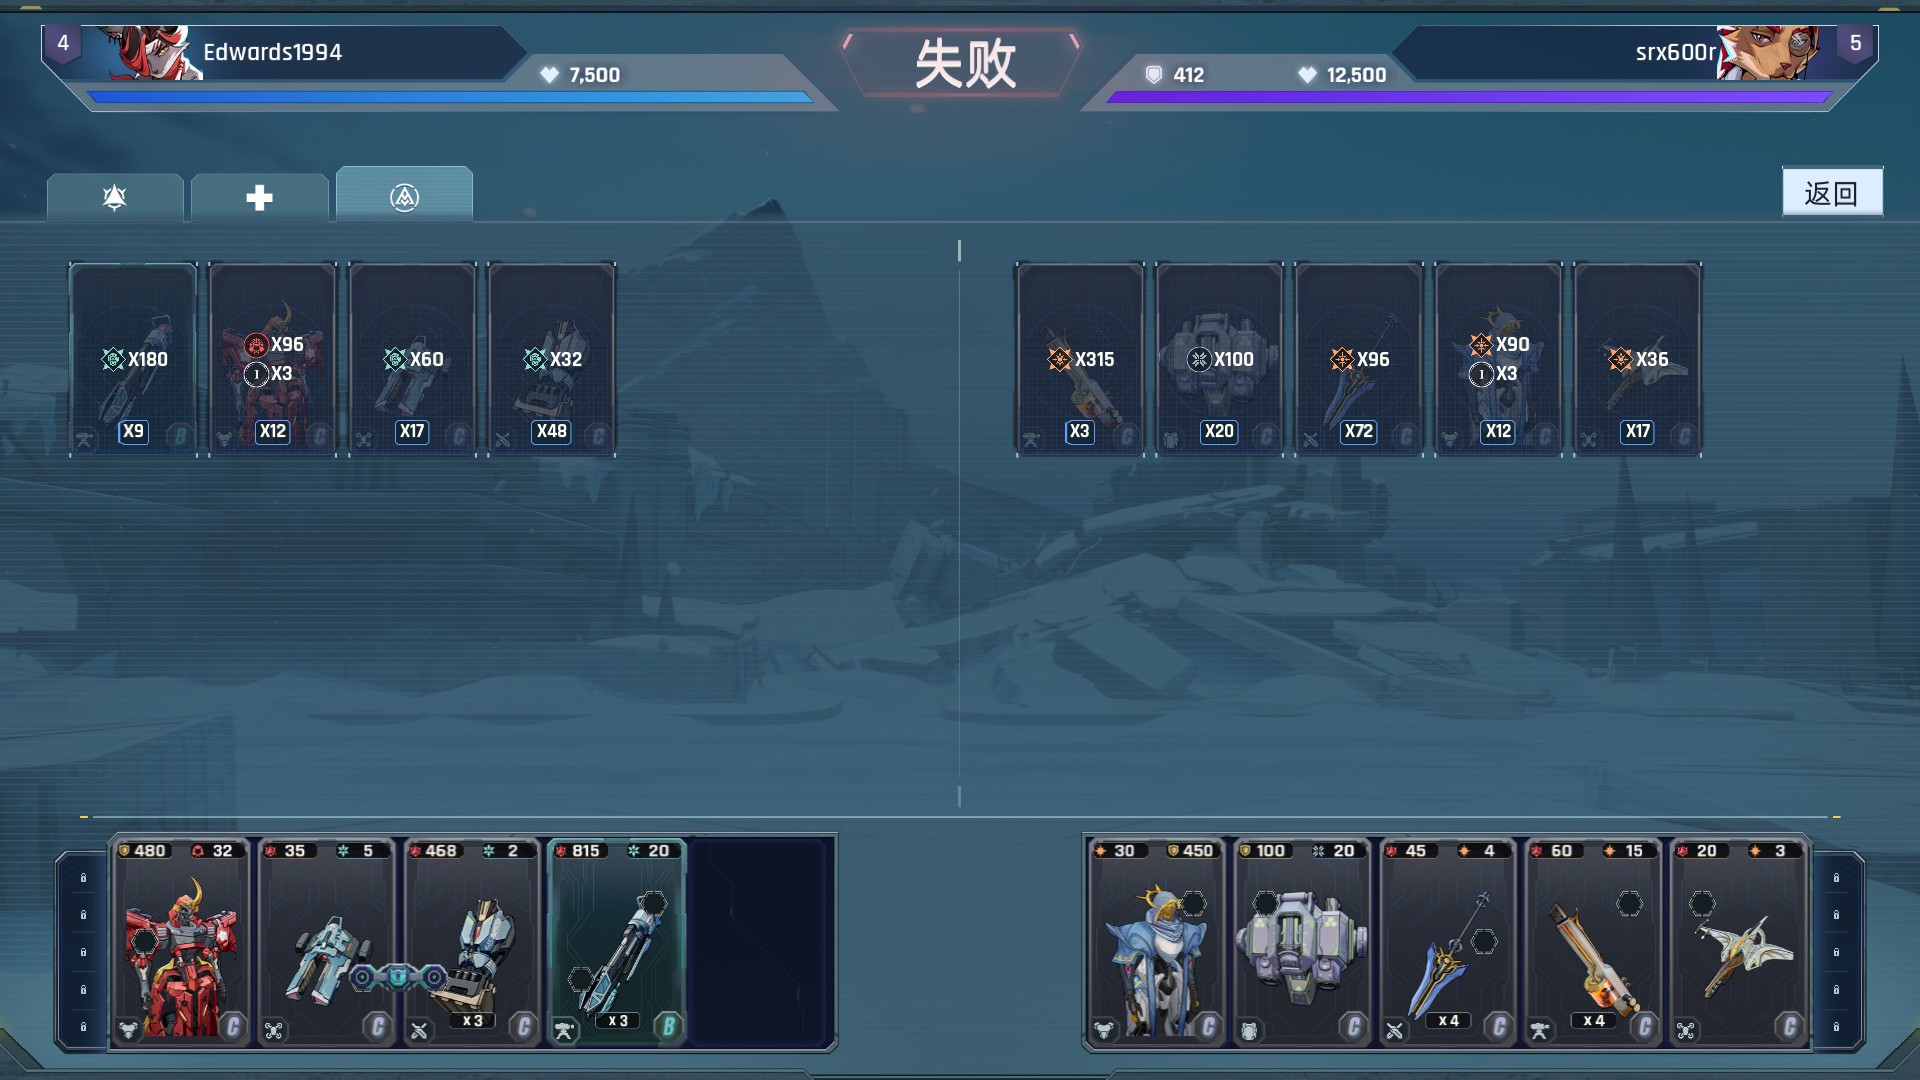 4
Edwards1994
7,500
失败
412
12,500
srx600r
5
返回
X180
X9
B
X96
I X3
X12
C
X60
X17
C
X32
X48
C
X315
X3
C
X100
X20
C
X96
X72
C
X90
I X3
X12
C
X36
X17
C
480 32
C
35 5
C
468 2
x3
C
815 20
x3
B
30 450
C
100 20
C
45 4
x4
C
60 15
x4
C
20 3
C